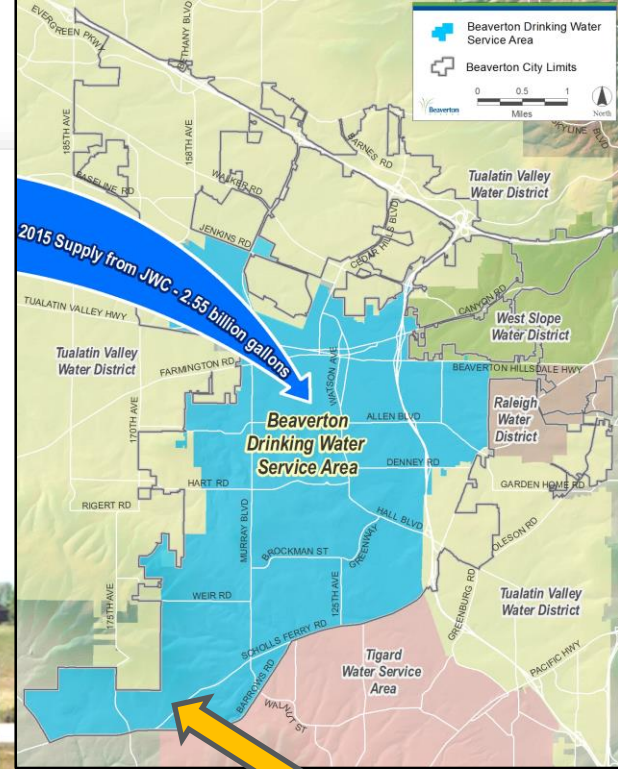 Beaverton Drinking Water
Service Area
Beaverton City Limits
0 0.5 1
Miles
Beaverton
North
SKYLINE BLVD
EVERGREEN PKWY
BETHANY BLVD
185TH AVE
158TH AVE
BARNES RD
WALKER RD
BASELINE RD
Tualatin Valley
Water District
JENKINS RD
CEDAR HILLS BLVD
2015 Supply from JWC - 2.55 billion gallons
TUALATIN VALLEY HWY
CANYON RD
West Slope
Water District
Tualatin Valley
Water District
FARMINGTON RD
WATSON AVE
BEAVERTON HILLSDALE HWY
170TH AVE
Raleigh
Water
District
ALLEN BLVD
Beaverton
Drinking Water
Service Area
DENNEY RD
HART RD
GARDEN HOME RD
RIGERT RD
MURRAY BLVD
HALL BLVD
OLESON RD
BROCKMAN ST
GREENWAY
125TH AVE
WEIR RD
175TH AVE
GREENBURG RD
Tualatin Valley
Water District
SCHOLLS FERRY RD
PACIFIC HWY
BARROWS RD
Tigard
Water Service
Area
WALNUT ST